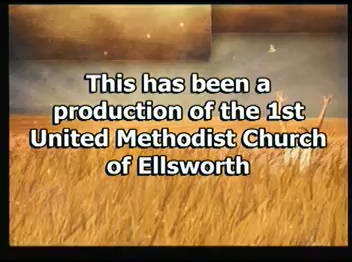 This has been a
production of the 1st
United Methodist Church
of Ellsworth